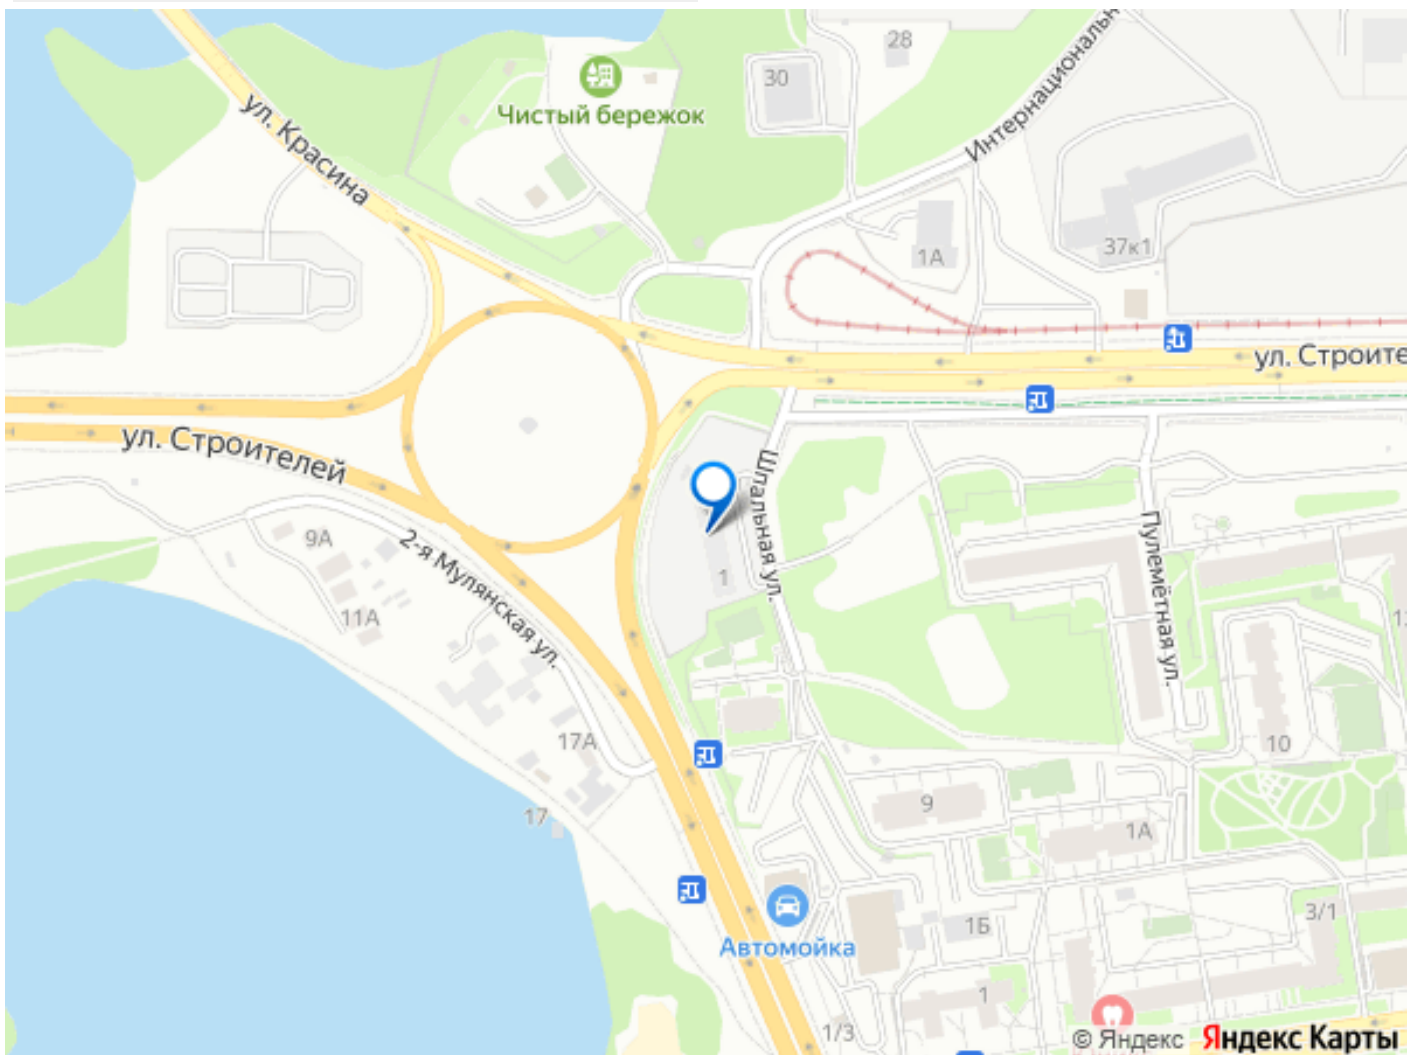 28
30
Чистый бережок
Интернациональн
ул. Красина
1А
37к1
ул. Строите
ул. Строителей
Шпальная ул.
Пулемётная ул.
9А
2-я Мулянская ул.
1
11А
17А
10
17
9
1А
3/1
1Б
Автомойка
1
1/3
© Яндекс Яндекс Карты